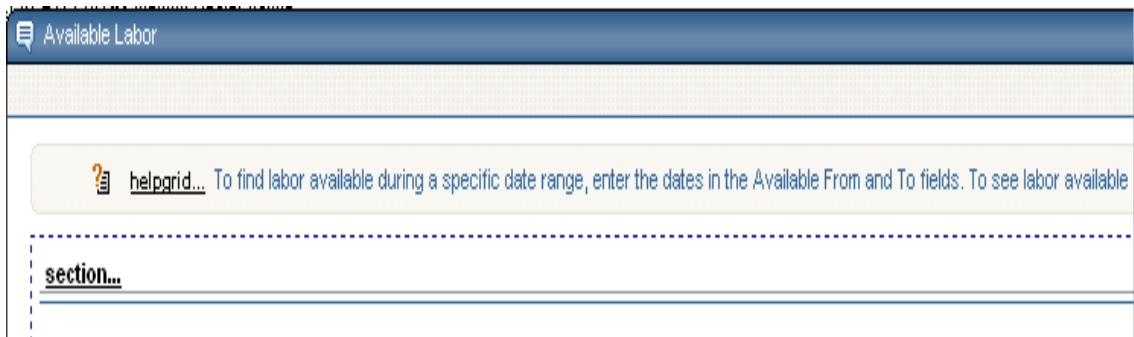 Available Labor
helpgrid... To find labor available during a specific date range, enter the dates in the Available From and To fields. To see labor available
section...